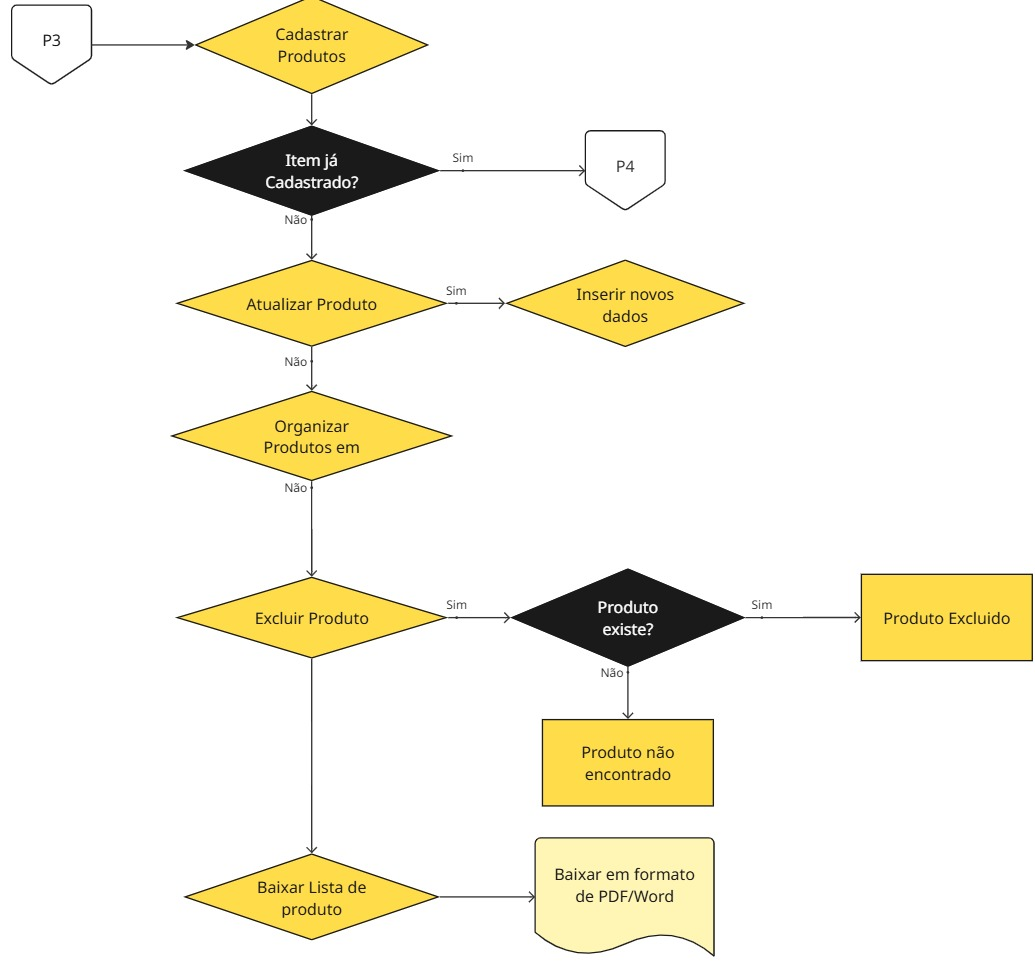 P3
Cadastrar
Produtos
Item já
Cadastrado?
Sim
P4
Não
Atualizar Produto
Sim
Inserir novos
dados
Não
Organizar
Produtos em
Não
Excluir Produto
Sim
Produto
existe?
Sim
Produto Excluido
Não
Produto não
encontrado
Baixar Lista de
produto
Baixar em formato
de PDF/Word